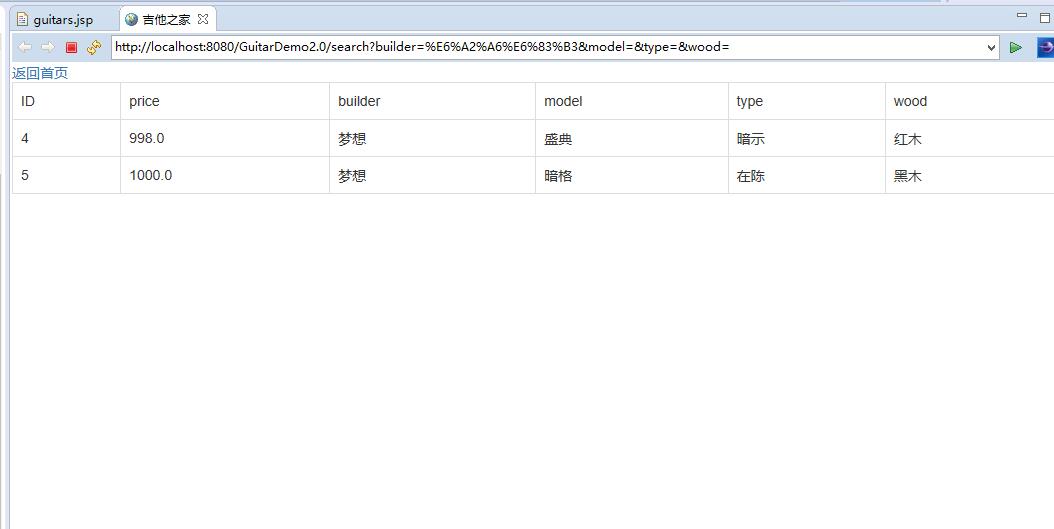 guitars.jsp 吉他之家
http://localhost:8080/GuitarDemo2.0/search?builder=%E6%A2%A6%E6%83%B3&model=&type=&wood=
返回首页
ID price builder model type wood
4 998.0 梦想 盛典 暗示 红木
5 1000.0 梦想 暗格 在陈 黑木